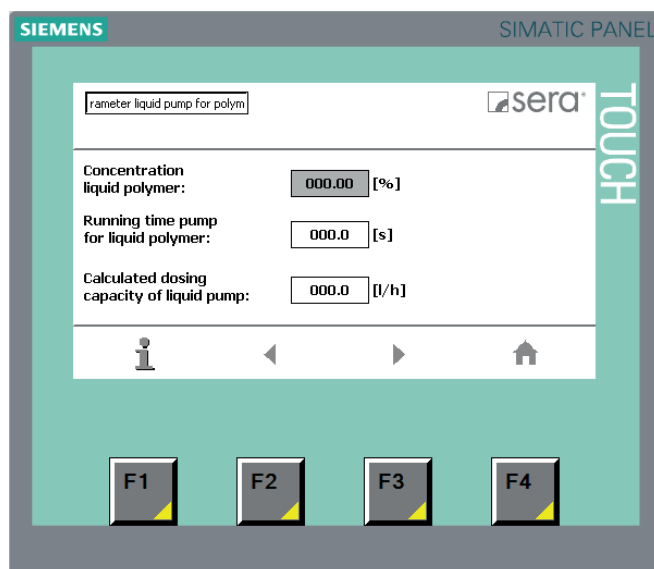 SIEMENS
SIMATIC PANEL
TOUCH
rameter liquid pump for polym
sera
Concentration
liquid polymer:
000.00 [%]
Running time pump
for liquid polymer:
000.0 [s]
Calculated dosing
capacity of liquid pump:
000.0 [l/h]
i
F1
F2
F3
F4